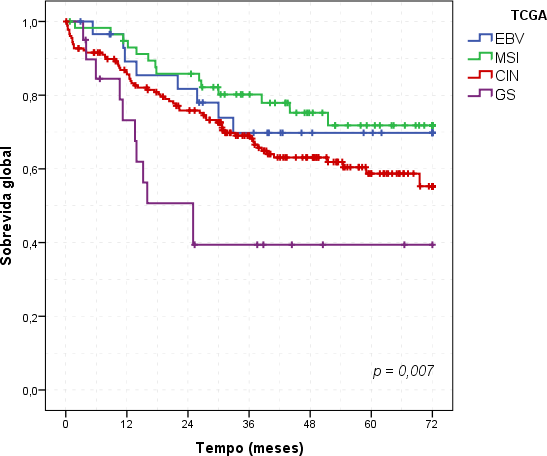 TCGA
EBV
MSI
CIN
GS
1,0
0,8
0,6
0,4
0,2
0,0
Sobrevida global
p = 0,007
0 12 24 36 48 60 72
Tempo (meses)